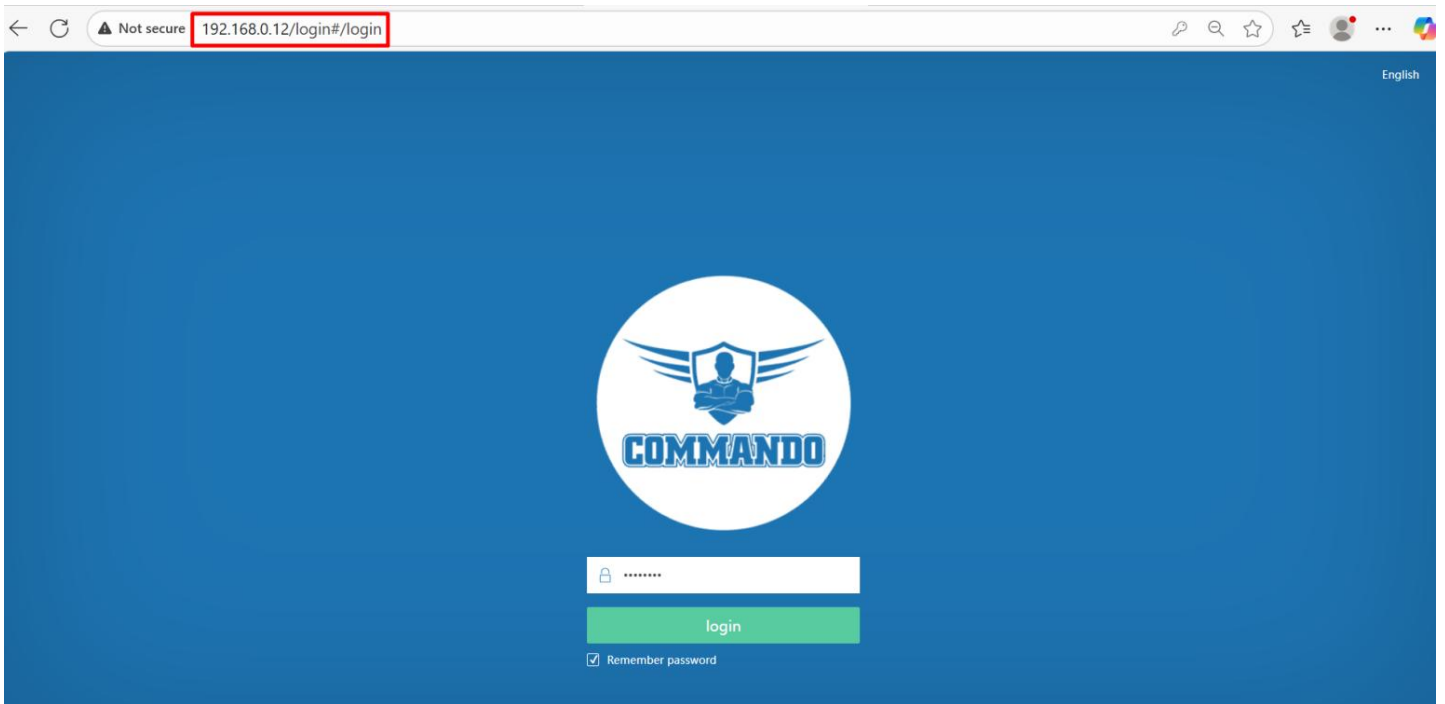 Not secure 192.168.0.12/login#/login
English
COMMANDO
••••••••
login
Remember password